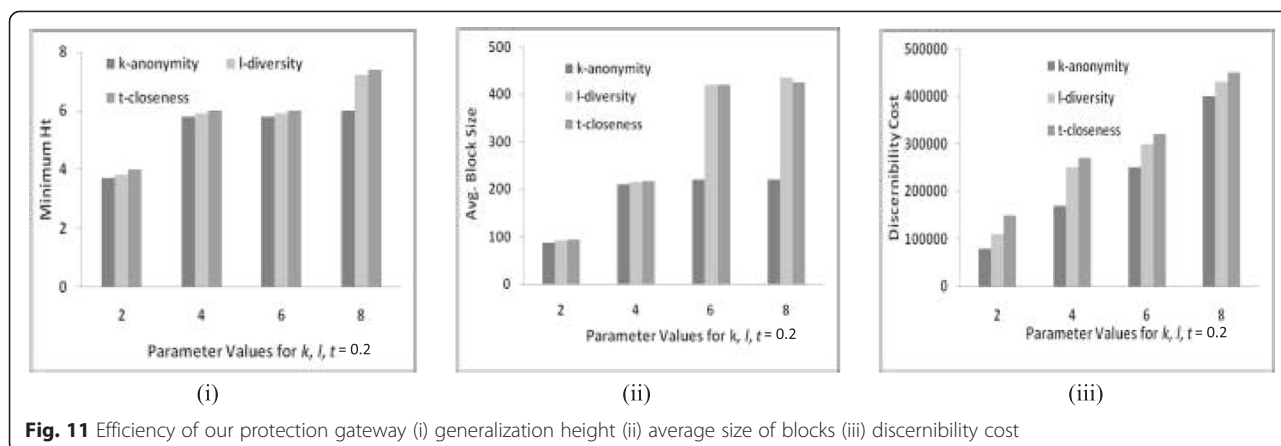 8
6
4
2
0
Minimum Ht
k-anonymity l-diversity
t-closeness
2 4 6 8
Parameter Values for k, l, t = 0.2
(i)
500
400
300
200
100
0
Avg. Block Size
k-anonymity
l-diversity
t-closeness
2 4 6 8
Parameter Values for k, l, t = 0.2
(ii)
500000
400000
300000
200000
100000
0
Discernibility Cost
k-anonymity
l-diversity
t-closeness
2 4 6 8
Parameter Values for k, l, t = 0.2
(iii)
Fig. 11 Efficiency of our protection gateway (i) generalization height (ii) average size of blocks (iii) discernibility cost